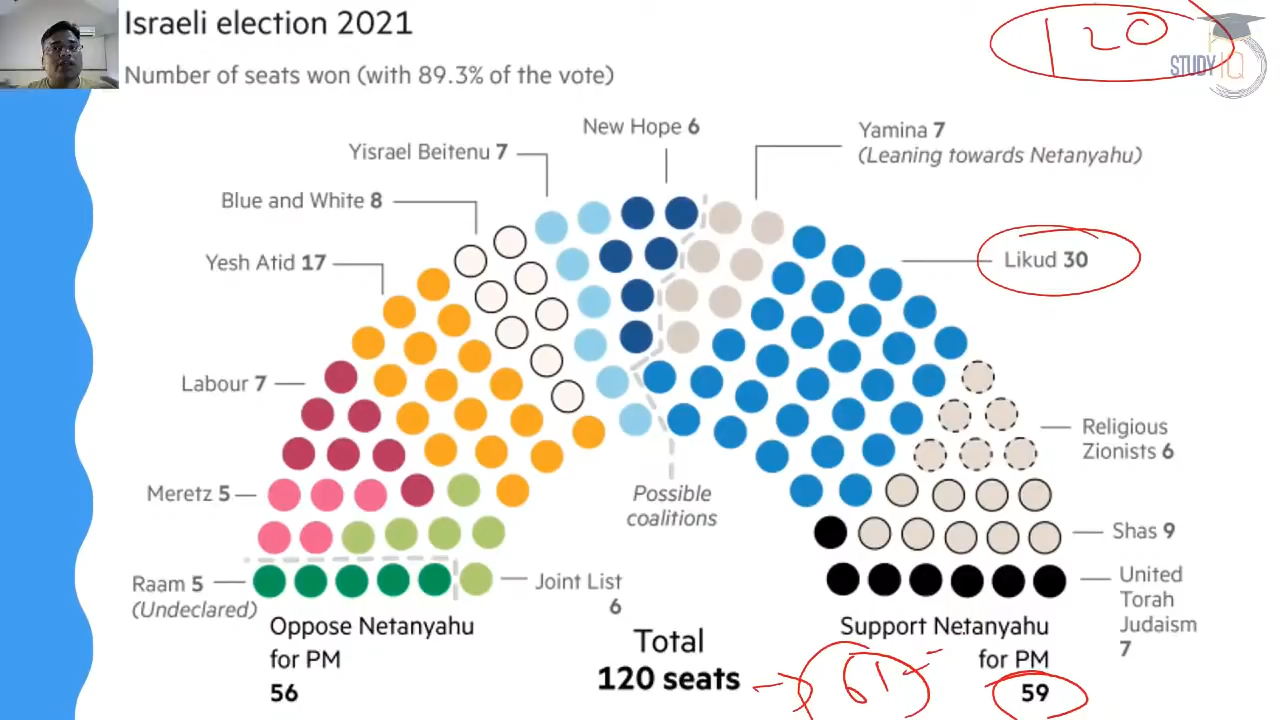 Israeli election 2021
120
STUDY IQ
Number of seats won (with 89.3% of the vote)
New Hope 6
Yamina 7
(Leaning towards Netanyahu)
Yisrael Beitenu 7
Blue and White 8
Yesh Atid 17
Likud 30
Labour 7
Religious
Zionists 6
Meretz 5
Possible
coalitions
Shas 9
Raam 5
(Undeclared)
Joint List
6
United
Torah
Judaism
7
Oppose Netanyahu
for PM
56
Total
120 seats
61
Support Netanyahu
for PM
59